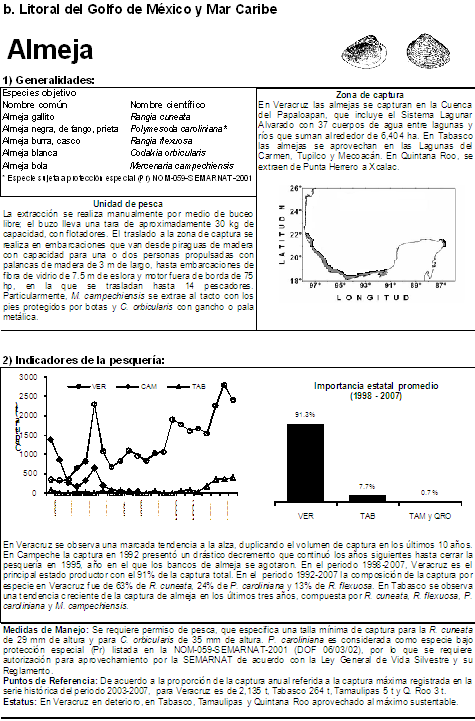 b. Litoral del Golfo de México y Mar Caribe
Almeja
1) Generalidades:
Especies objetivo
Nombre común Nombre científico
Almeja gallito Rangia cuneata
Almeja negra, de fango, prieta Polymesoda caroliniana*
Almeja burra, casco Rangia flexuosa
Almeja blanca Codakia orbicularis
Almeja bola Mercenaria campechiensis
* Especie sujeta a protección especial (Pr) NOM-059-SEMARNAT-2001
Unidad de pesca
La extracción se realiza manualmente por medio de buceo
libre; el buzo lleva una tara de aproximadamente 30 kg de
capacidad, con flotadores. El traslado a la zona de captura se
realiza en embarcaciones que van desde piraguas de madera
con capacidad para una o dos personas propulsadas con
palancas de madera de 3 m de largo, hasta embarcaciones de
fibra de vidrio de 7.5 m de eslora y motor fuera de borda de 75
hp, en la que se trasladan hasta 14 pescadores.
Particularmente, M. campechiensis se extrae al tacto con los
pies protegidos por botas y C. orbicularis con gancho o pala
metálica.
Zona de captura
En Veracruz las almejas se capturan en la Cuenca
del Papaloapan, que incluye el Sistema Lagunar
Alvarado con 37 cuerpos de agua entre lagunas y
ríos que suman alrededor de 6,404 ha. En Tabasco
las almejas se aprovechan en las Lagunas del
Carmen, Tupilco y Mecoacán. En Quintana Roo, se
extraen de Punta Herrero a Xcalac.
26°
24°
22°
21°
18°
LATITUD N
97° 95° 93° 91° 89° 87°
LONGITUD
2) Indicadores de la pesquería:
3000
2500
2000
1500
1000
500
0
VER CAM TAB
Importancia estatal promedio
(1998 - 2007)
91.3%
7.7%
0.7%
VER TAB TAM y QRO
En Veracruz se observa una marcada tendencia a la alza, duplicando el volumen de captura en los últimos 10 años.
En Campeche la captura en 1992 presentó un drástico decremento que continuó los años siguientes hasta cerrar la
pesquería en 1995, año en el que los bancos de almeja se agotaron. En el periodo 1998-2007, Veracruz es el
principal estado productor con el 91% de la captura total. En el periodo 1992-2007 la composición de la captura por
especie en Veracruz fue de 63% de R. cuneata, 24% de P. carolniana y 13% de R. flexuosa. En Tabasco se observa
una tendencia creciente de la captura de almeja en los últimos tres años, compuesta por R. cuneata, R. flexuosa, P.
cardiniana y M. campechiensis.
Medidas de Manejo: Se requiere permiso de pesca, que especifica una talla mínima de captura para la R. cuneata
de 29 mm de altura y para C. orbicularis de 35 mm de altura. P. caroliniana es considerada como especie bajo
protección especial (Pr) listada en la NOM-059-SEMARNAT-2001 (DOF 06/03/02), por lo que se requiere
autorización para aprovechamiento por la SEMARNAT de acuerdo con la Ley General de Vida Silvestre y su
Reglamento.
Puntos de Referencia: De acuerdo a la proporción de la captura anual referida a la captura máxima registrada en la
serie histórica del periodo 2003-2007, para Veracruz es de 2,135 t, Tabasco 264 t, Tamaulipas 5 t y Q. Roo 3 t.
Estatus: En Veracruz en deterioro, en Tabasco, Tamaulipas y Quintana Roo aprovechado al máximo sustentable.